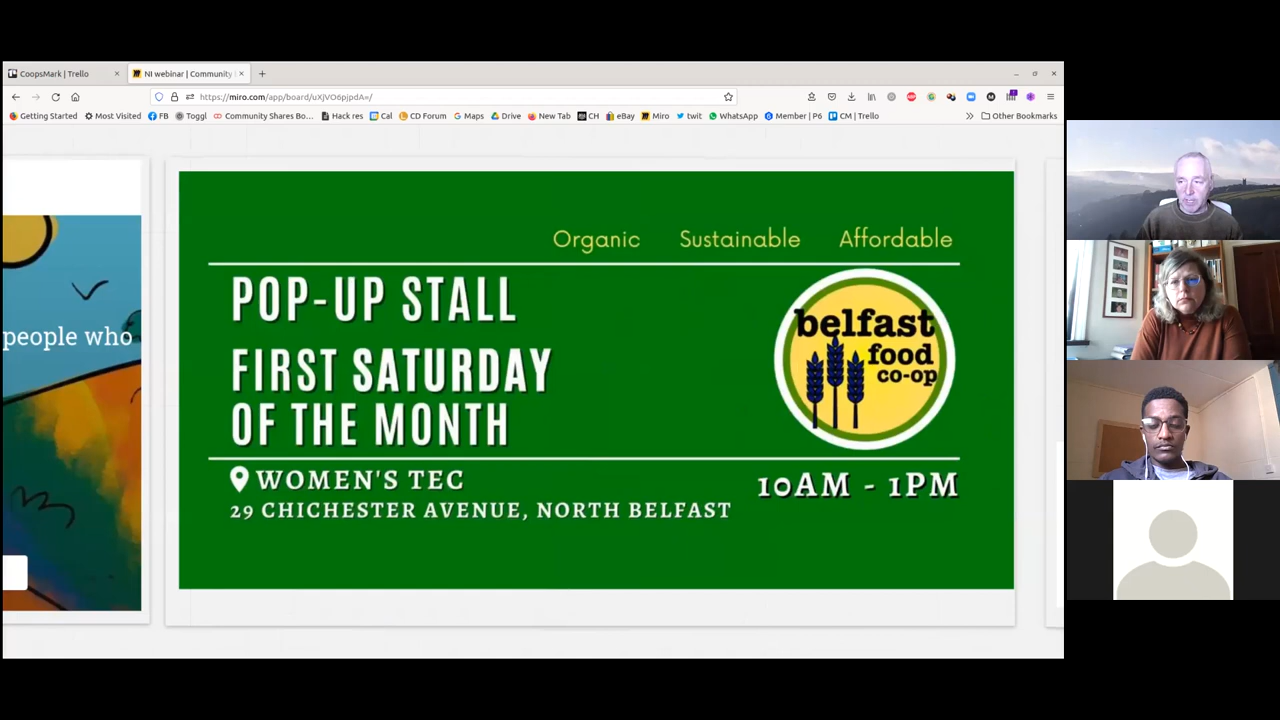 CoopsMark | Trello
NI webinar | Community
https://miro.com/app/board/uXjVO6pjpdA=/
Getting Started Most Visited FB Toggl Community Shares Bo... Hack res Cal CD Forum Maps Drive New Tab CH eBay Miro twit WhatsApp Member | P6 CM | Trello Other Bookmarks
people who
Organic Sustainable Affordable
POP-UP STALL
FIRST SATURDAY
OF THE MONTH
belfast
food
co-op
WOMEN'S TEC
29 CHICHESTER AVENUE, NORTH BELFAST
10AM - 1PM